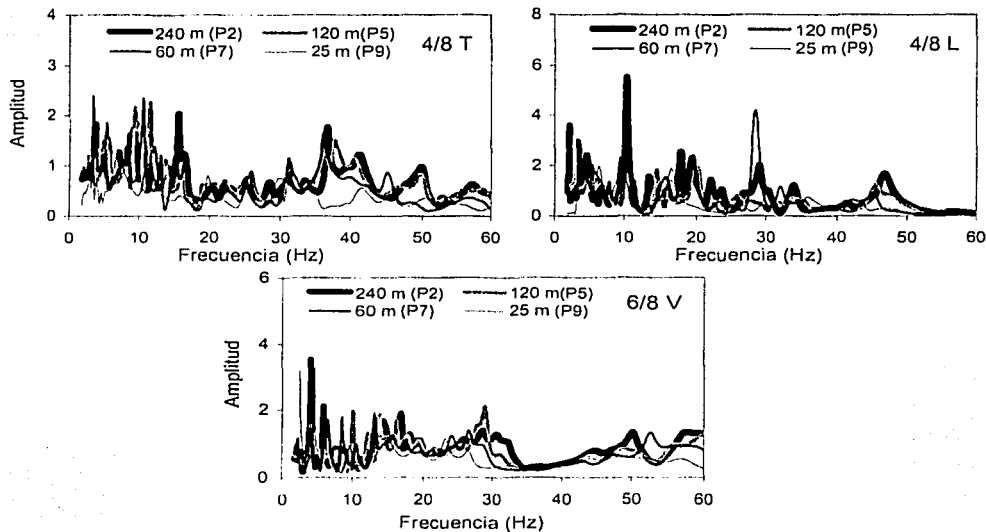 4
3
2
1
0
Amplitud
240 m (P2)
120 m(P5)
60 m (P7)
25 m (P9)
4/8 T
0 10 20 30 40 50 60
Frecuencia (Hz)
8
6
4
2
0
240 m (P2)
120 m(P5)
60 m (P7)
25 m (P9)
4/8 L
0 10 20 30 40 50 60
Frecuencia (Hz)
6
4
2
0
Amplitud
240 m (P2)
120 m(P5)
60 m (P7)
25 m (P9)
6/8 V
0 10 20 30 40 50 60
Frecuencia (Hz)